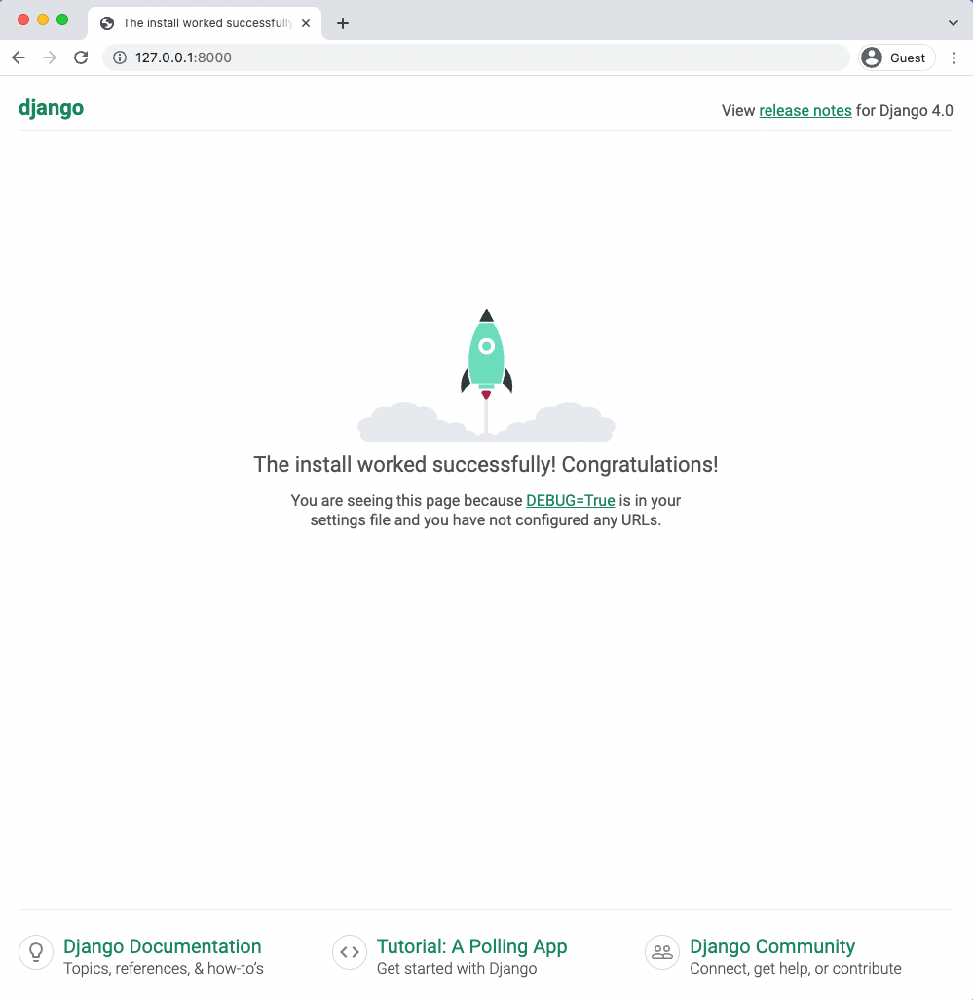 The install worked successfully
127.0.0.1:8000
Guest
django
View release notes for Django 4.0
The install worked successfully! Congratulations!
You are seeing this page because DEBUG=True is in your
settings file and you have not configured any URLs.
Django Documentation
Topics, references, & how-to’s
Tutorial: A Polling App
Get started with Django
Django Community
Connect, get help, or contribute